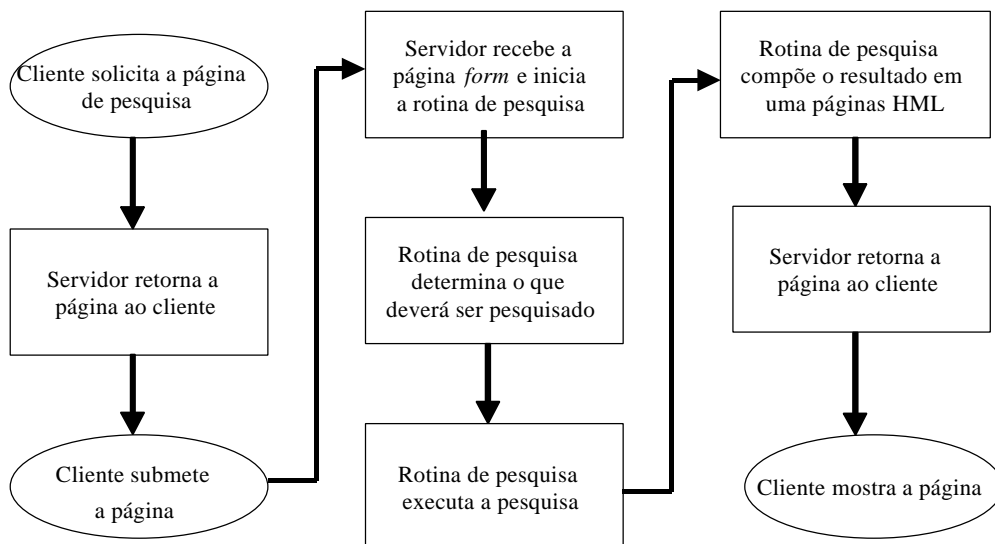 Cliente solicita a página
de pesquisa
Servidor retorna a
página ao cliente
Cliente submete
a página
Servidor recebe a
página form e inicia
a rotina de pesquisa
Rotina de pesquisa
determina o que
deverá ser pesquisado
Rotina de pesquisa
executa a pesquisa
Rotina de pesquisa
compõe o resultado em
uma páginas HML
Servidor retorna a
página ao cliente
Cliente mostra a página